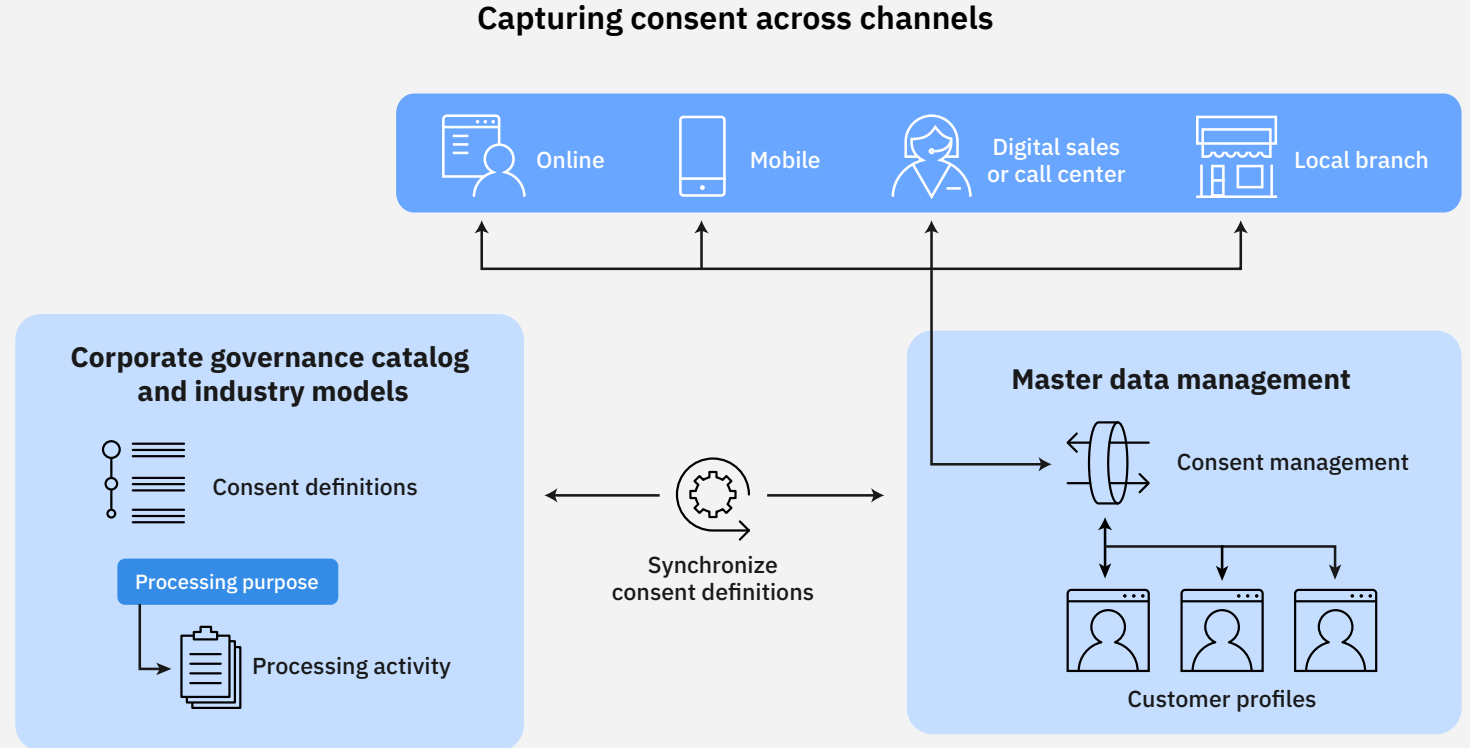 Capturing consent across channels
Online
Mobile
Digital sales
or call center
Local branch
Corporate governance catalog
and industry models
Consent definitions
Processing purpose
Processing activity
Synchronize
consent definitions
Master data management
Consent management
Customer profiles